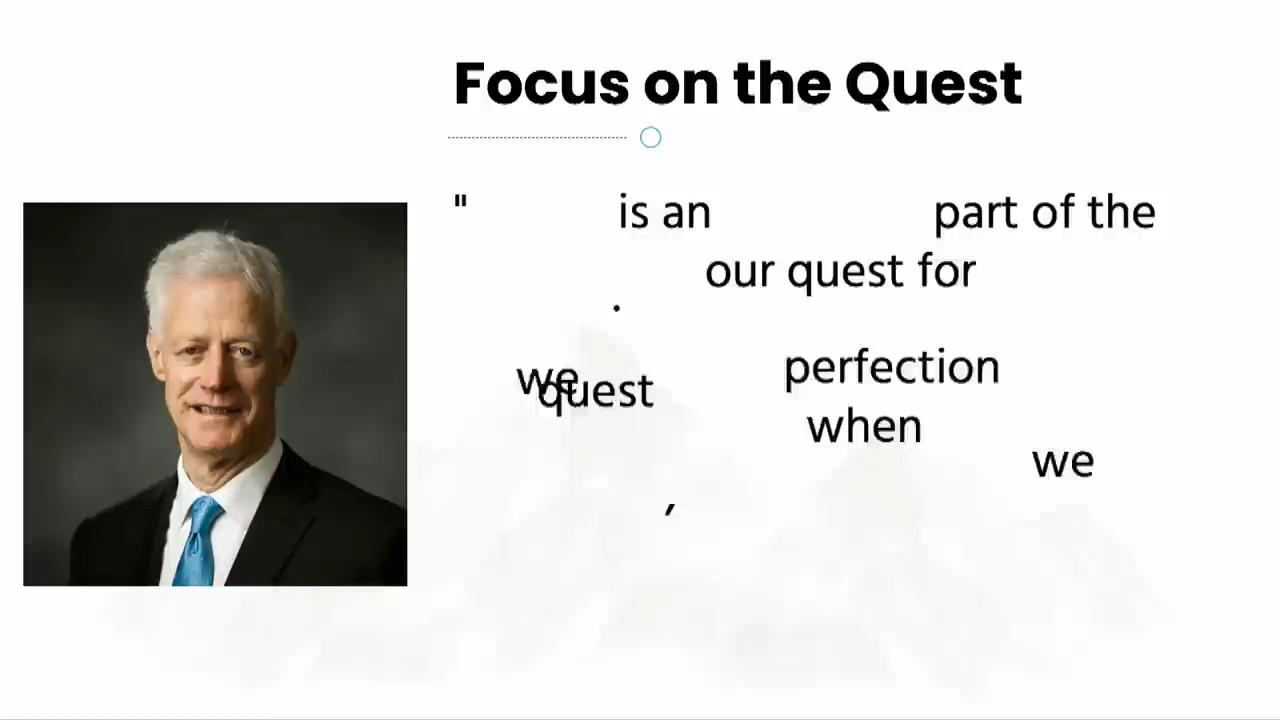 Focus on the Quest
" is an part of the
our quest for
.
we quest perfection
when
we
,